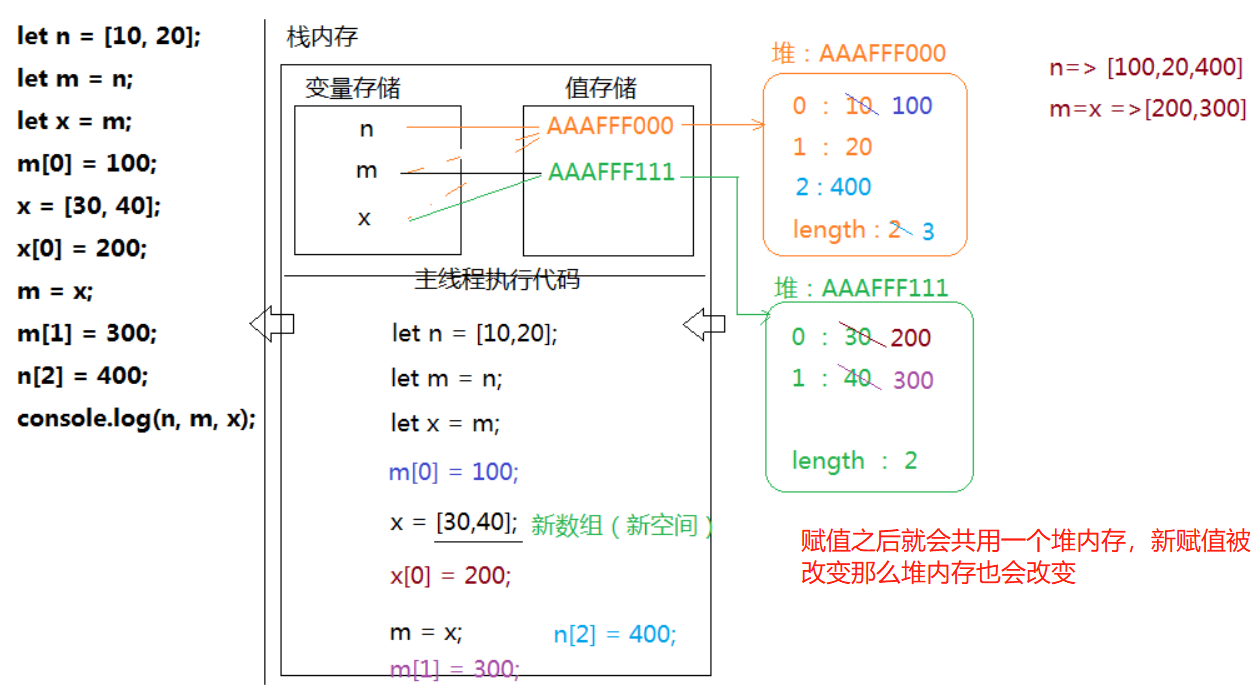 let n = [10, 20];
let m = n;
let x = m;
m[0] = 100;
x = [30, 40];
x[0] = 200;
m = x;
m[1] = 300;
n[2] = 400;
console.log(n, m, x);
栈内存
变量存储
值存储
n
AAAFFF000
m
AAAFFF111
x
主线程执行代码
let n = [10,20];
let m = n;
let x = m;
m[0] = 100;
x = [30,40]; 新数组（新空间）
x[0] = 200;
m = x;
n[2] = 400;
m[1] = 300;
堆：AAAFFF000
0 : 10 100
1 : 20
2 : 400
length : 2 3
堆：AAAFFF111
0 : 30 200
1 : 40 300
length : 2
n=> [100,20,400]
m=x =>[200,300]
赋值之后就会共用一个堆内存，新赋值被
改变那么堆内存也会改变